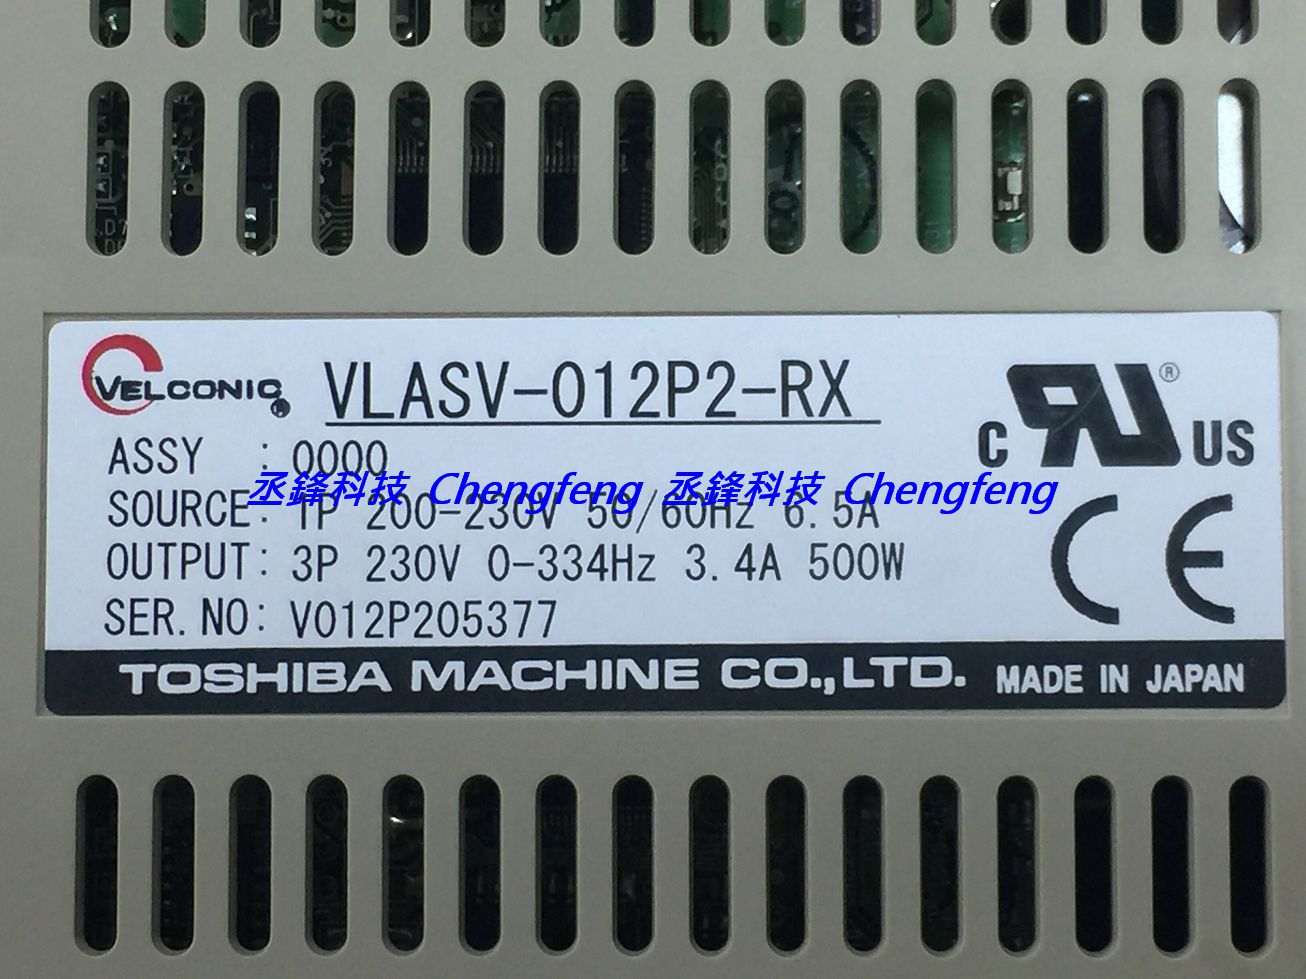 VELCONIC VLASV-012P2-RX
ASSY : 0000
丞鋒科技 Chengfeng 丞鋒科技 Chengfeng
SOURCE: 1P 200-230V 50/60Hz 6.5A
OUTPUT: 3P 230V 0-334Hz 3.4A 500W
SER.NO: V012P205377
c RU ® US
CE
TOSHIBA MACHINE CO.,LTD. MADE IN JAPAN